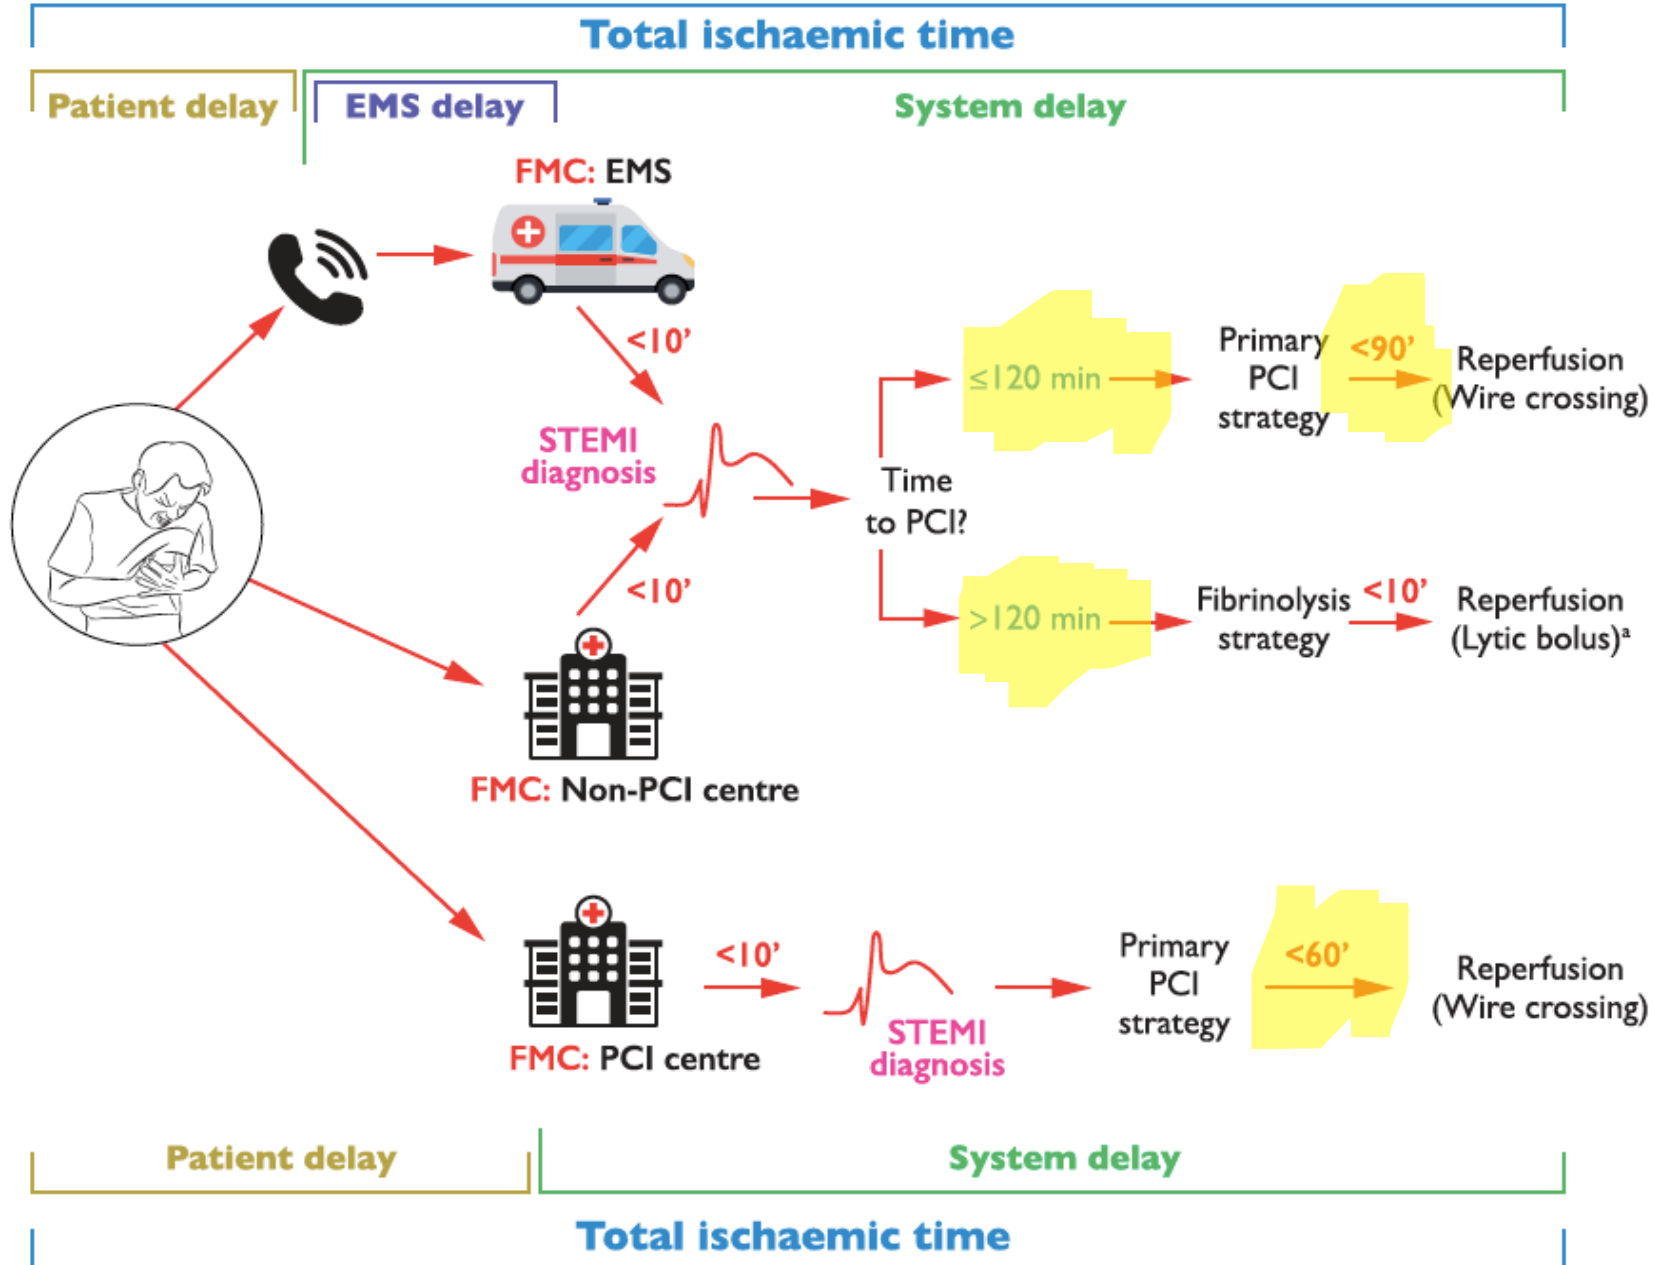 Total ischaemic time
Patient delay
EMS delay
System delay
FMC: EMS
<10’
STEMI
diagnosis
<10’
Time
to PCI?
≤120 min
Primary
PCI
strategy
<90’
Reperfusion
(Wire crossing)
>120 min
Fibrinolysis
strategy
<10’
Reperfusion
(Lytic bolus)ª
FMC: Non-PCI centre
FMC: PCI centre
<10’
STEMI
diagnosis
Primary
PCI
strategy
<60’
Reperfusion
(Wire crossing)
Patient delay
System delay
Total ischaemic time